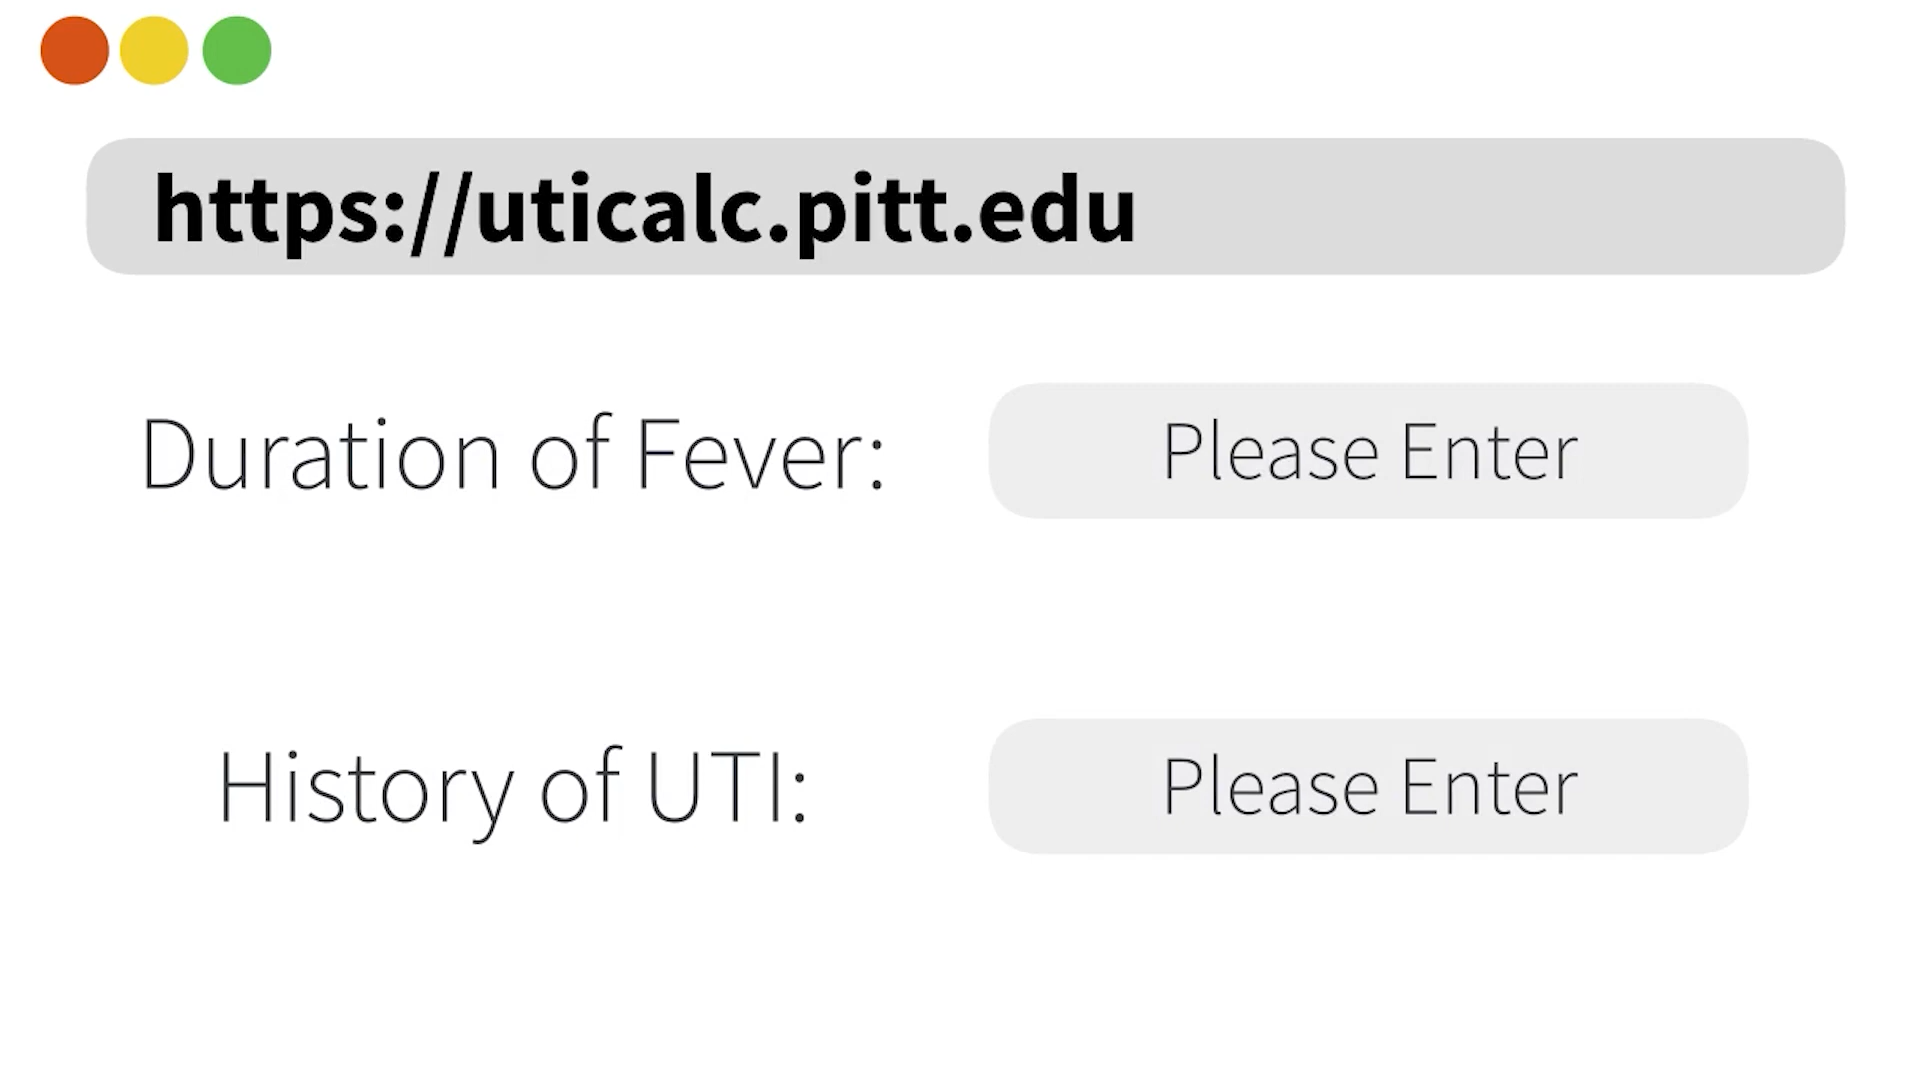 https://uticalc.pitt.edu
Duration of Fever: Please Enter
History of UTI: Please Enter